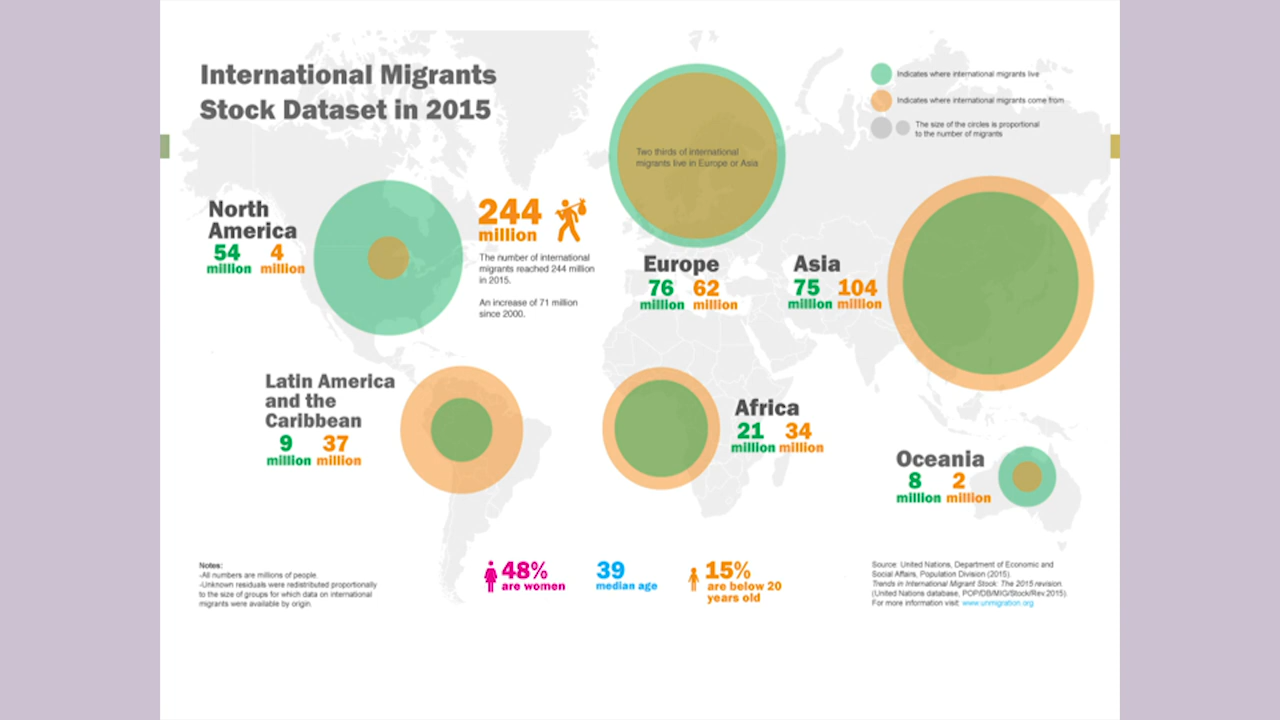 International Migrants
Stock Dataset in 2015
Indicates where international migrants live
Indicates where international migrants come from
The size of the circles is proportional
to the number of migrants
Two thirds of international
migrants live in Europe or Asia
North
America
54 4
million million
244
million
The number of international
migrants reached 244 million
in 2015.
An increase of 71 million
since 2000.
Europe
76 62
million million
Asia
75 104
million million
Latin America
and the
Caribbean
9 37
million million
Africa
21 34
million million
Oceania
8 2
million million
48%
are women
39
median age
15%
are below 20
years old
Notes:
-All numbers are millions of people.
-Unknown residuals were redistributed proportionally
to the size of groups for which data on international
migrants were available by origin.
Source: United Nations, Department of Economic and
Social Affairs, Population Division (2015).
Trends in International Migrant Stock: The 2015 revision.
(United Nations database, POP/DB/MIG/Stock/Rev.2015).
For more information visit: www.unmigration.org